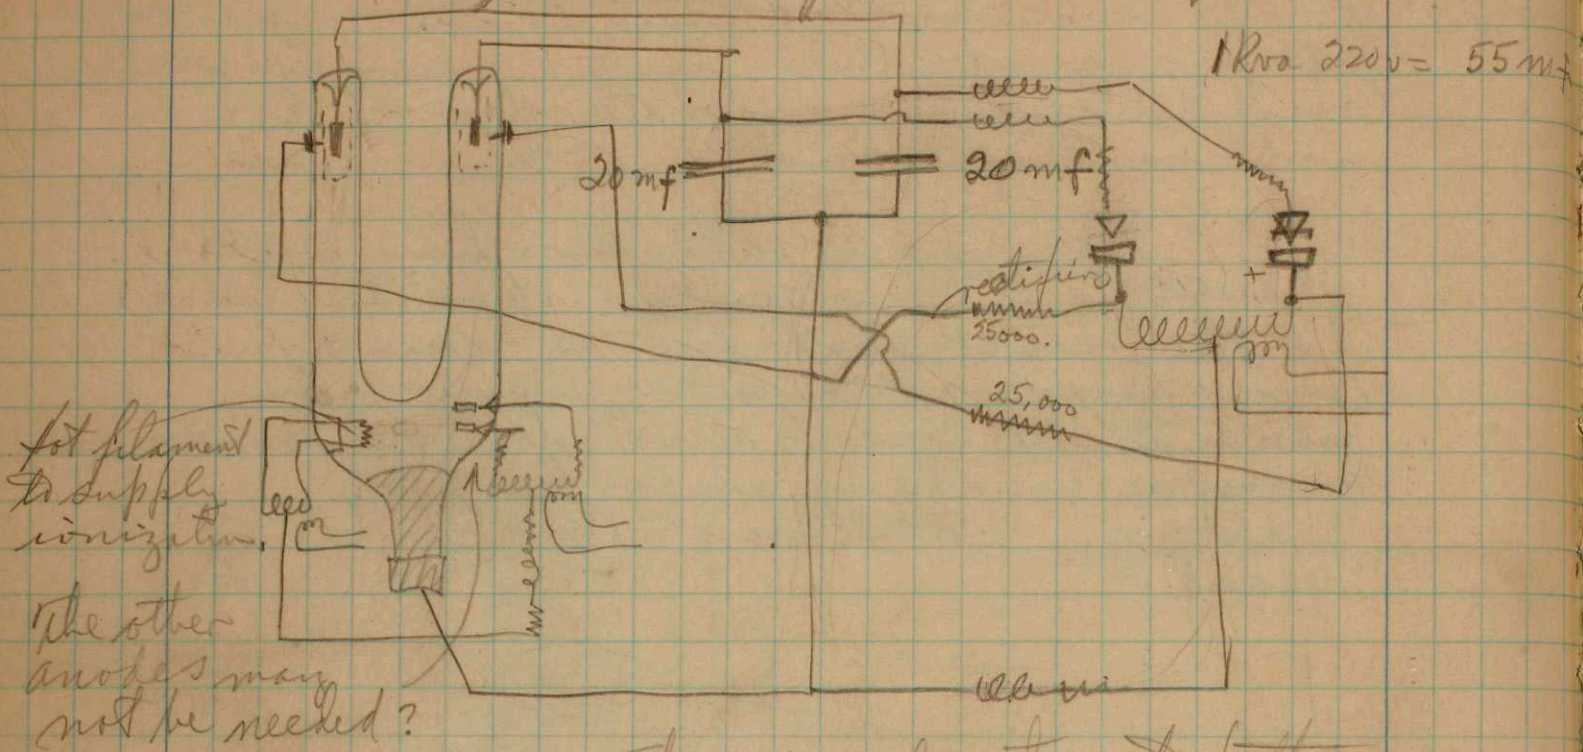 1 Kva 220v = 55 mf
20 mf
20 mf
rectifiers
25000.
25,000
+
hot filament
to supply
ionization.
The other
anodes may
not be needed?